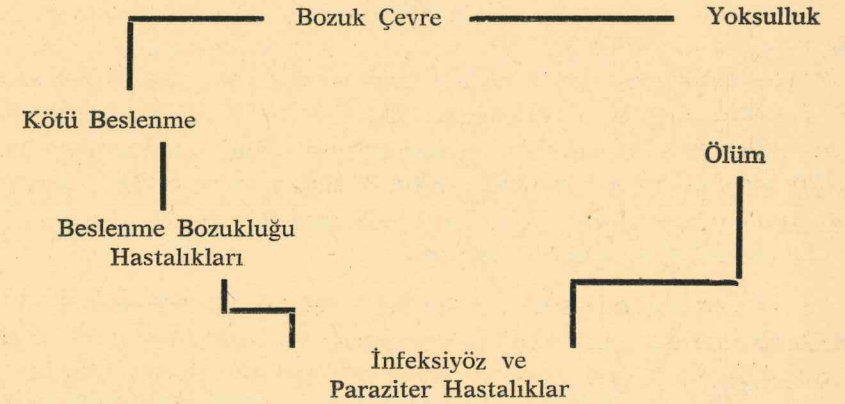 Bozuk Çevre
Yoksulluk
Kötü Beslenme
Ölüm
Beslenme Bozukluğu
Hastalıkları
İnfeksiyöz ve
Paraziter Hastalıklar